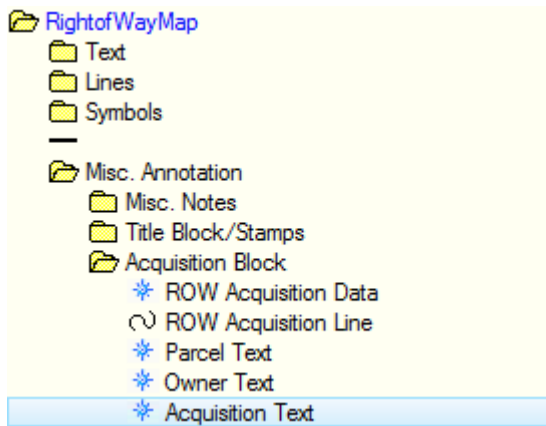 RightofWayMap
Text
Lines
Symbols
Misc. Annotation
Misc. Notes
Title Block/Stamps
Acquisition Block
ROW Acquisition Data
ROW Acquisition Line
Parcel Text
Owner Text
Acquisition Text